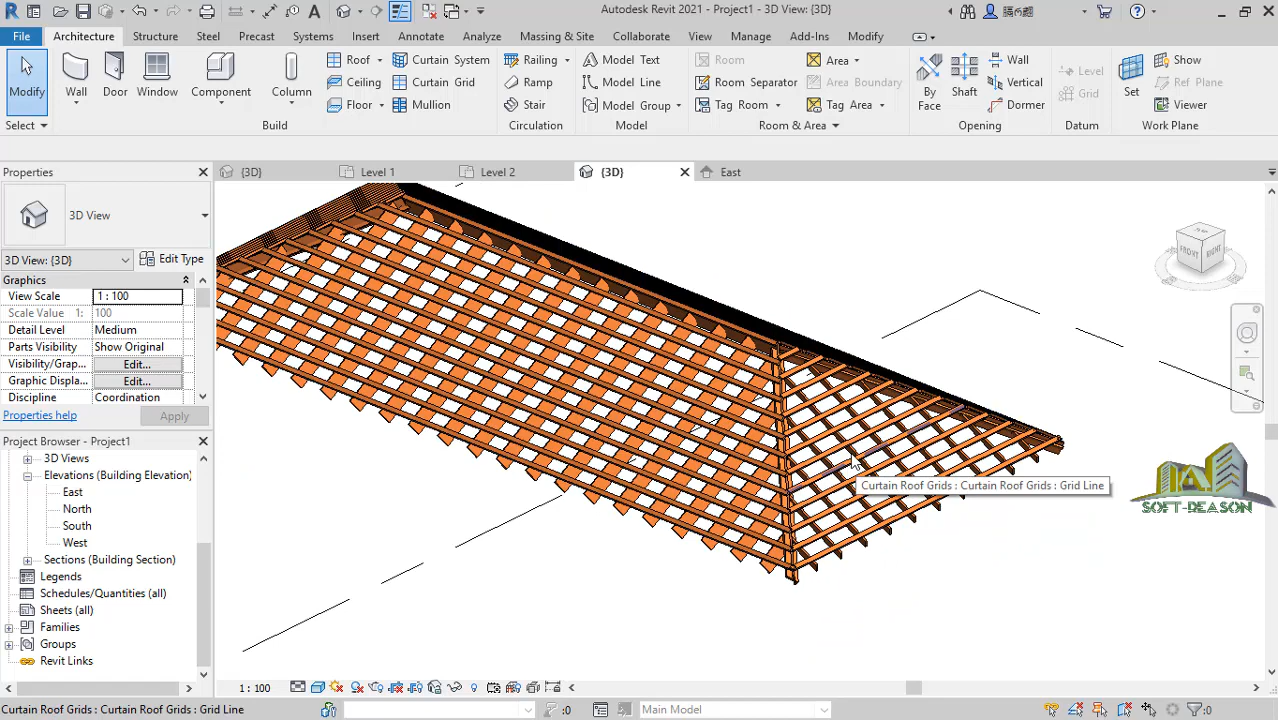 Autodesk Revit 2021 - Project1 - 3D View: {3D}
File Architecture Structure Steel Precast Systems Insert Annotate Analyze Massing & Site Collaborate View Manage Add-Ins Modify
Modify Wall Door Window Component Column
Roof Ceiling Floor
Curtain System Curtain Grid Mullion
Railing Ramp Stair
Model Text Model Line Model Group
Room Room Separator Tag Room
Area Area Boundary Tag Area
By Face Shaft
Wall Vertical Dormer
Level Grid
Set
Show Ref Plane Viewer
Select Build Circulation Model Room & Area Opening Datum Work Plane
Properties
{3D} Level 1 Level 2 {3D} East
3D View
3D View: {3D} Edit Type
Graphics
View Scale 1 : 100
Scale Value 1: 100
Detail Level Medium
Parts Visibility Show Original
Visibility/Grap... Edit...
Graphic Displa... Edit...
Discipline Coordination
Properties help Apply
Project Browser - Project1
3D Views
Elevations (Building Elevation)
East
North
South
West
Sections (Building Section)
Legends
Schedules/Quantities (all)
Sheets (all)
Families
Groups
Revit Links
TOP
FRONT RIGHT
Curtain Roof Grids : Curtain Roof Grids : Grid Line
SOFT-REASON
1 : 100
Curtain Roof Grids : Curtain Roof Grids : Grid Line
:0 Main Model :0